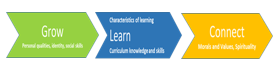 Grow
Personal qualities, identity, social skills
Characteristics of learning
Learn
Curriculum knowledge and skills
Connect
Morals and Values, Spirituality